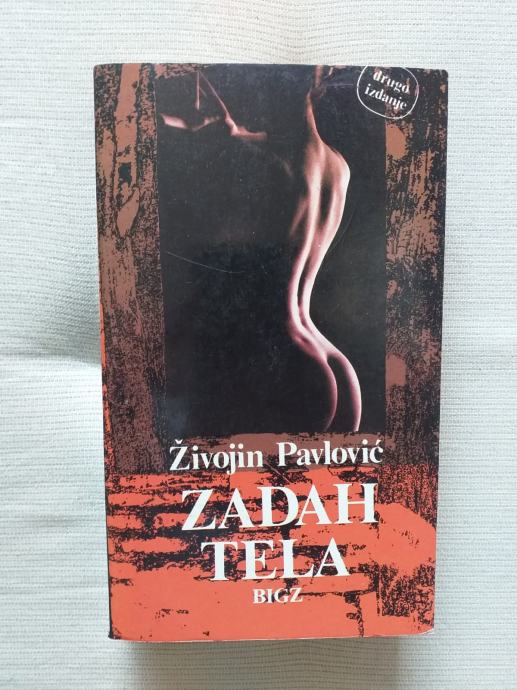 drugo
izdanje
Živojin Pavlović
ZADAH
TELA
BIGZ